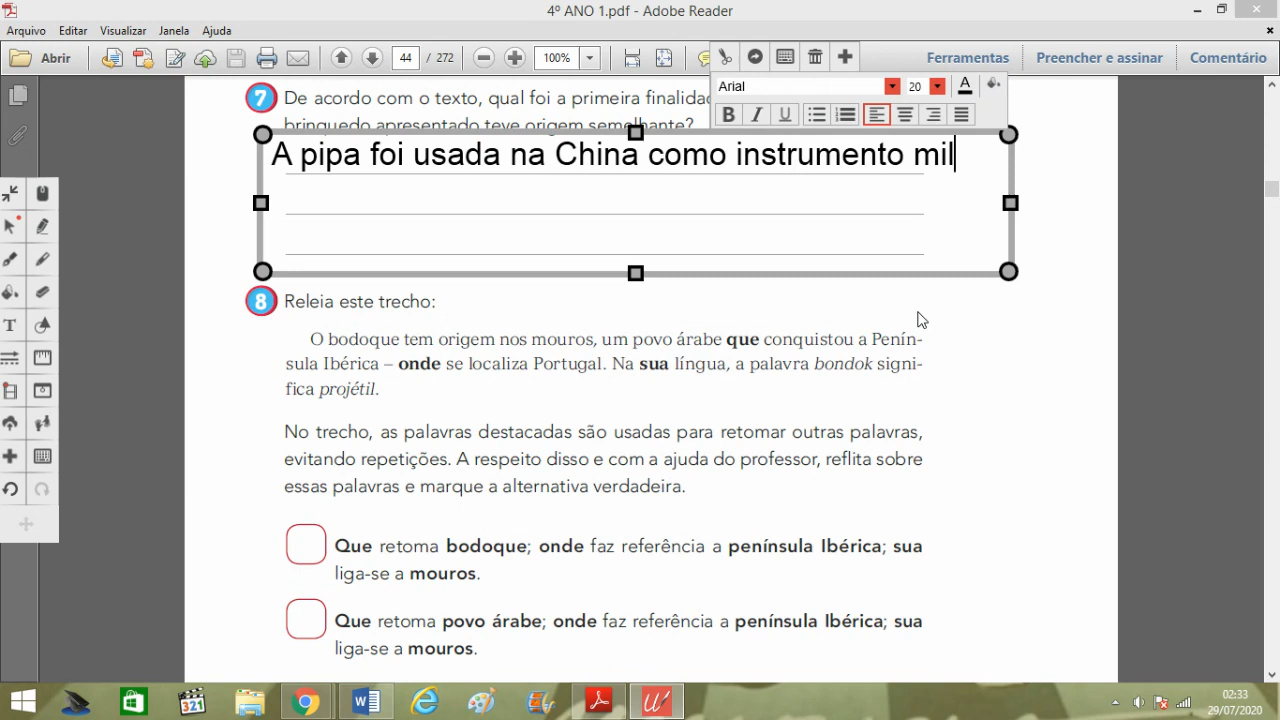 4º ANO 1.pdf - Adobe Reader
Arquivo Editar Visualizar Janela Ajuda
Abrir 44 / 272 100% Ferramentas Preencher e assinar Comentário
Arial 20 A
B I U
7 De acordo com o texto, qual foi a primeira
brinquedo apresentado teve origem semelhante?
A pipa foi usada na China como instrumento mil
8 Releia este trecho:
O bodoque tem origem nos mouros, um povo árabe que conquistou a Penín-
sula Ibérica – onde se localiza Portugal. Na sua língua, a palavra bondok signi-
fica projétil.
No trecho, as palavras destacadas são usadas para retomar outras palavras,
evitando repetições. A respeito disso e com a ajuda do professor, reflita sobre
essas palavras e marque a alternativa verdadeira.
Que retoma bodoque; onde faz referência a península Ibérica; sua
liga-se a mouros.
Que retoma povo árabe; onde faz referência a península Ibérica; sua
liga-se a mouros.
321
02:33
29/07/2020